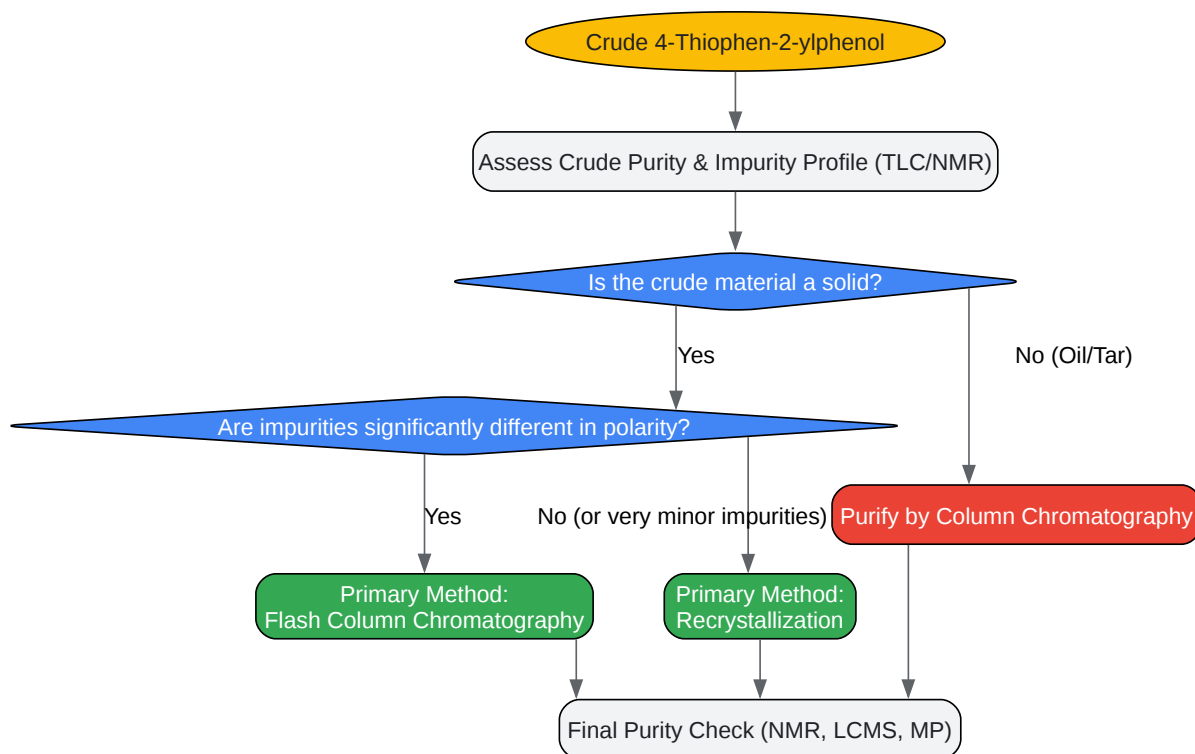 Crude 4-Thiophen-2-ylphenol
Assess Crude Purity & Impurity Profile (TLC/NMR)
Is the crude material a solid?
Yes
No (Oil/Tar)
Are impurities significantly different in polarity?
Yes
No (or very minor impurities)
Purify by Column Chromatography
Primary Method:
Flash Column Chromatography
Primary Method:
Recrystallization
Final Purity Check (NMR, LCMS, MP)